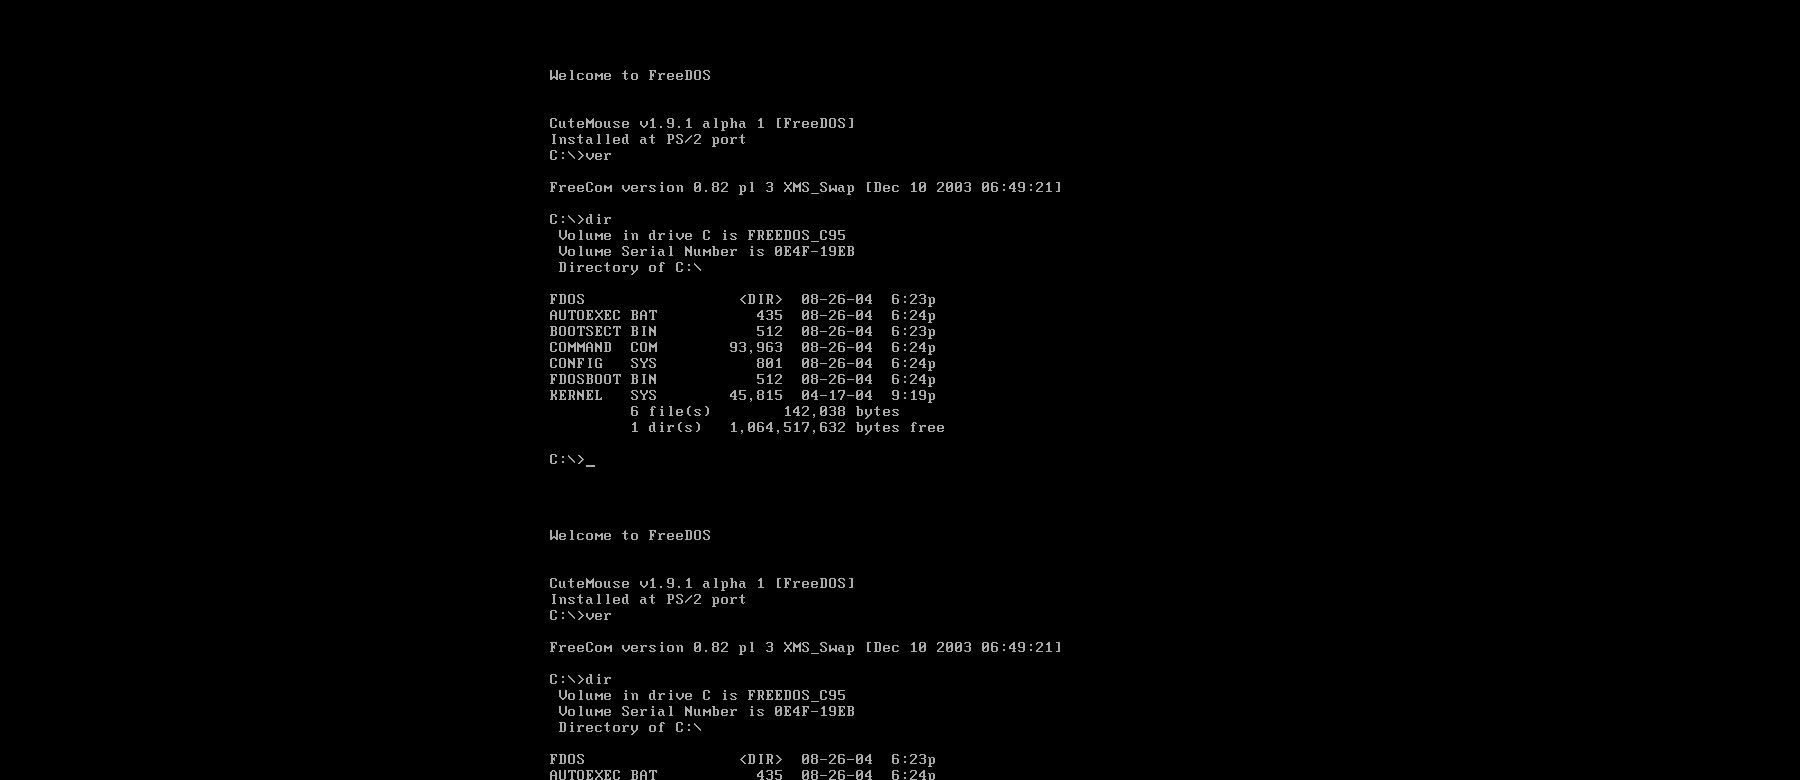 Welcome to FreeDOS
CuteMouse v1.9.1 alpha 1 [FreeDOS]
Installed at PS/2 port
C:\>ver
FreeCom version 0.82 pl 3 XMS_Swap [Dec 10 2003 06:49:21]
C:\>dir
 Volume in drive C is FREEDOS_C95
 Volume Serial Number is 0E4F-19EB
 Directory of C:\
FDOS                 <DIR>  08-26-04  6:23p
AUTOEXEC BAT           435  08-26-04  6:24p
BOOTSECT BIN           512  08-26-04  6:23p
COMMAND  COM        93,963  08-26-04  6:24p
CONFIG   SYS           801  08-26-04  6:24p
FDOSBOOT BIN           512  08-26-04  6:24p
KERNEL   SYS        45,815  04-17-04  9:19p
         6 file(s)        142,038 bytes
         1 dir(s)   1,064,517,632 bytes free
C:\>_
Welcome to FreeDOS
CuteMouse v1.9.1 alpha 1 [FreeDOS]
Installed at PS/2 port
C:\>ver
FreeCom version 0.82 pl 3 XMS_Swap [Dec 10 2003 06:49:21]
C:\>dir
 Volume in drive C is FREEDOS_C95
 Volume Serial Number is 0E4F-19EB
 Directory of C:\
FDOS                 <DIR>  08-26-04  6:23p
AUTOEXEC BAT           435  08-26-04  6:24p